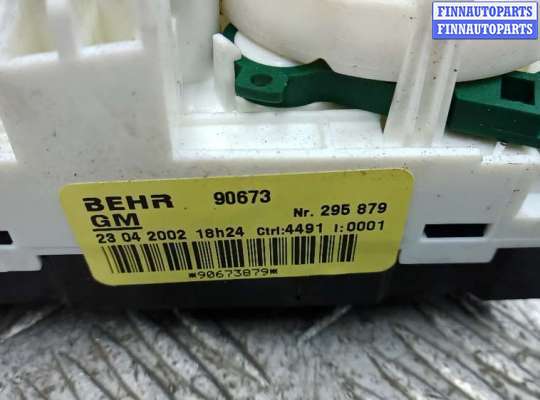 FINNAUTOPARTS
FINNAUTOPARTS
BEHR 90673 Nr. 295 879
GM
23 04 2002 18h24 Ctrl:4491 I:0001
*90673879*